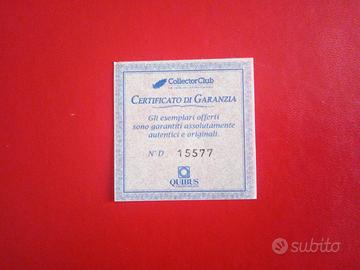 CollectorClub
CERTIFICATO DI GARANZIA
Gli esemplari offerti
sono garantiti assolutamente
autentici e originali.
N° D 15577
QUIBUS
subito